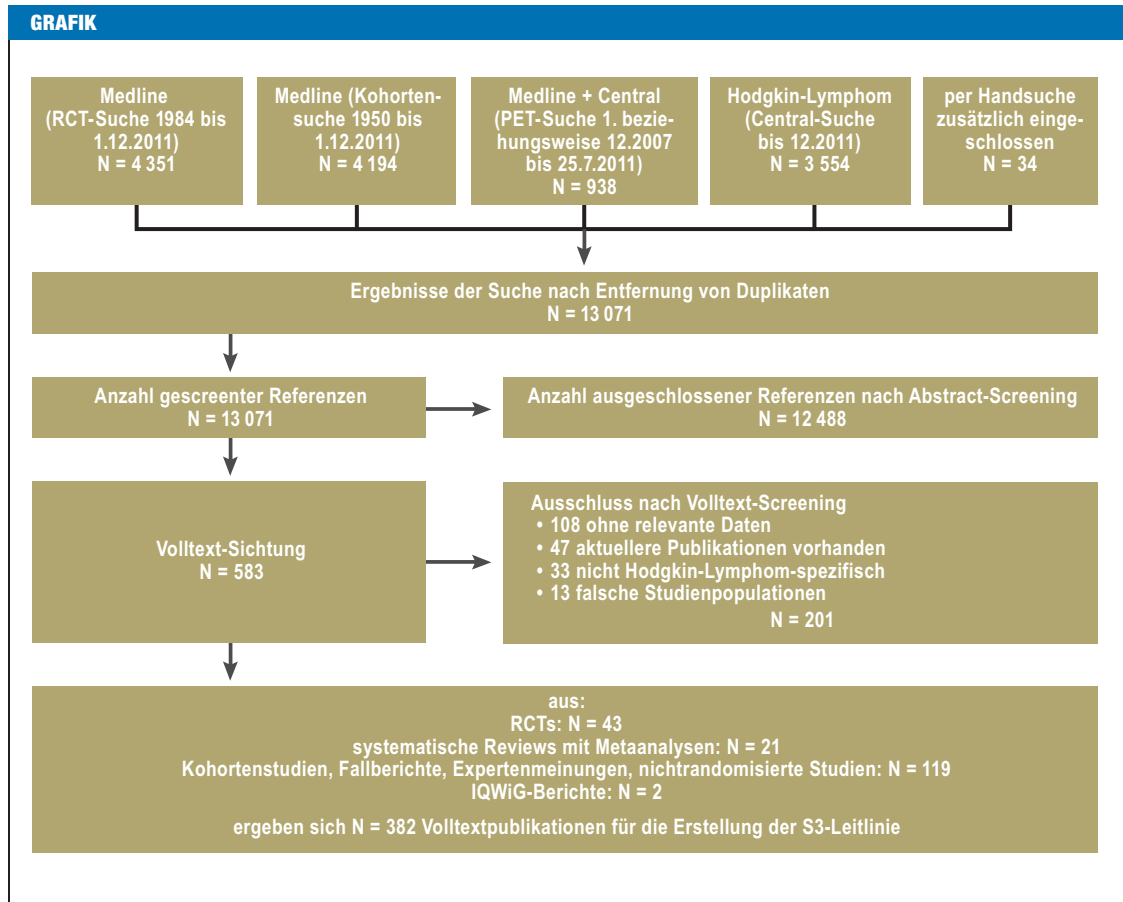 GRAFIK
Medline
(RCT-Suche 1984 bis
1.12.2011)
N = 4 351
Medline (Kohorten-
suche 1950 bis
1.12.2011)
N = 4 194
Medline + Central
(PET-Suche 1. bezie-
hungsweise 12.2007
bis 25.7.2011)
N = 938
Hodgkin-Lymphom
(Central-Suche
bis 12.2011)
N = 3 554
per Handsuche
zusätzlich einge-
schlossen
N = 34
Ergebnisse der Suche nach Entfernung von Duplikaten
N = 13 071
Anzahl gescreenter Referenzen
N = 13 071
Anzahl ausgeschlossener Referenzen nach Abstract-Screening
N = 12 488
Volltext-Sichtung
N = 583
Ausschluss nach Volltext-Screening
• 108 ohne relevante Daten
• 47 aktuellere Publikationen vorhanden
• 33 nicht Hodgkin-Lymphom-spezifisch
• 13 falsche Studienpopulationen
N = 201
aus:
RCTs: N = 43
systematische Reviews mit Metaanalysen: N = 21
Kohortenstudien, Fallberichte, Expertenmeinungen, nichtrandomisierte Studien: N = 119
IQWiG-Berichte: N = 2
ergeben sich N = 382 Volltextpublikationen für die Erstellung der S3-Leitlinie